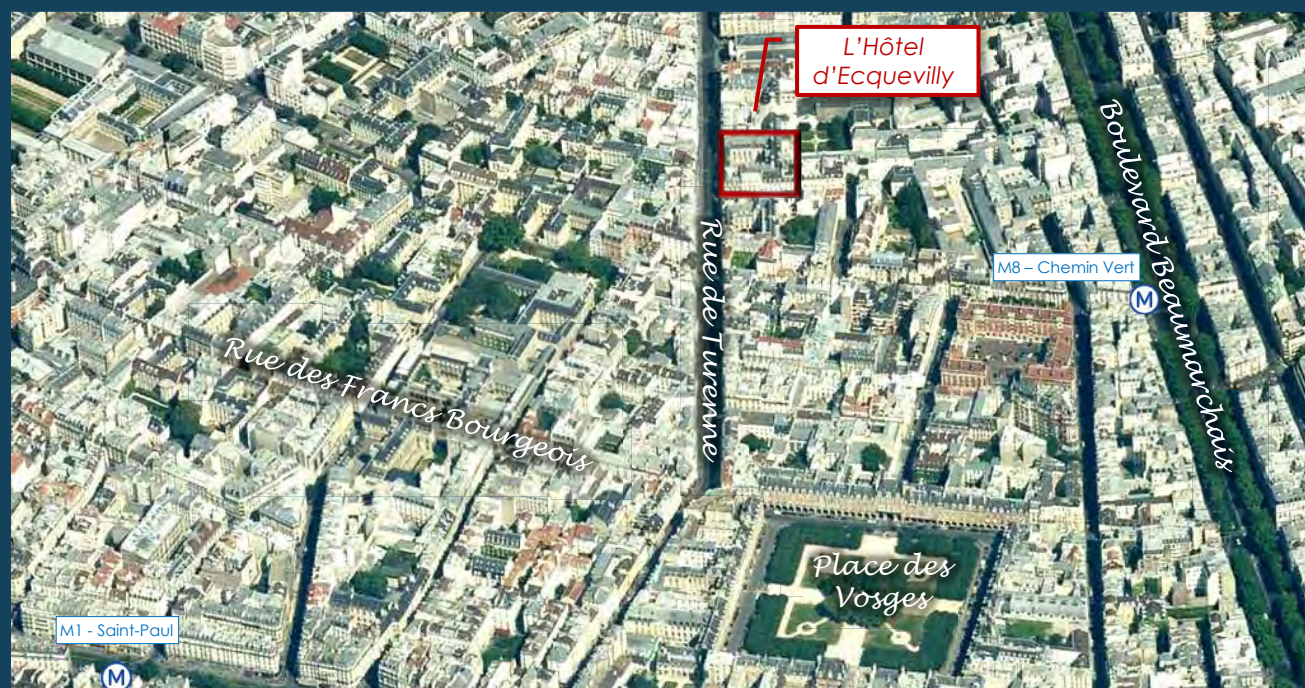 L'Hôtel
d'Ecquevilly
Boulevard Beaumarchais
Rue de Turenne
M8 – Chemin Vert
M
Rue des Francs Bourgeois
Place des
Vosges
M1 - Saint-Paul
M